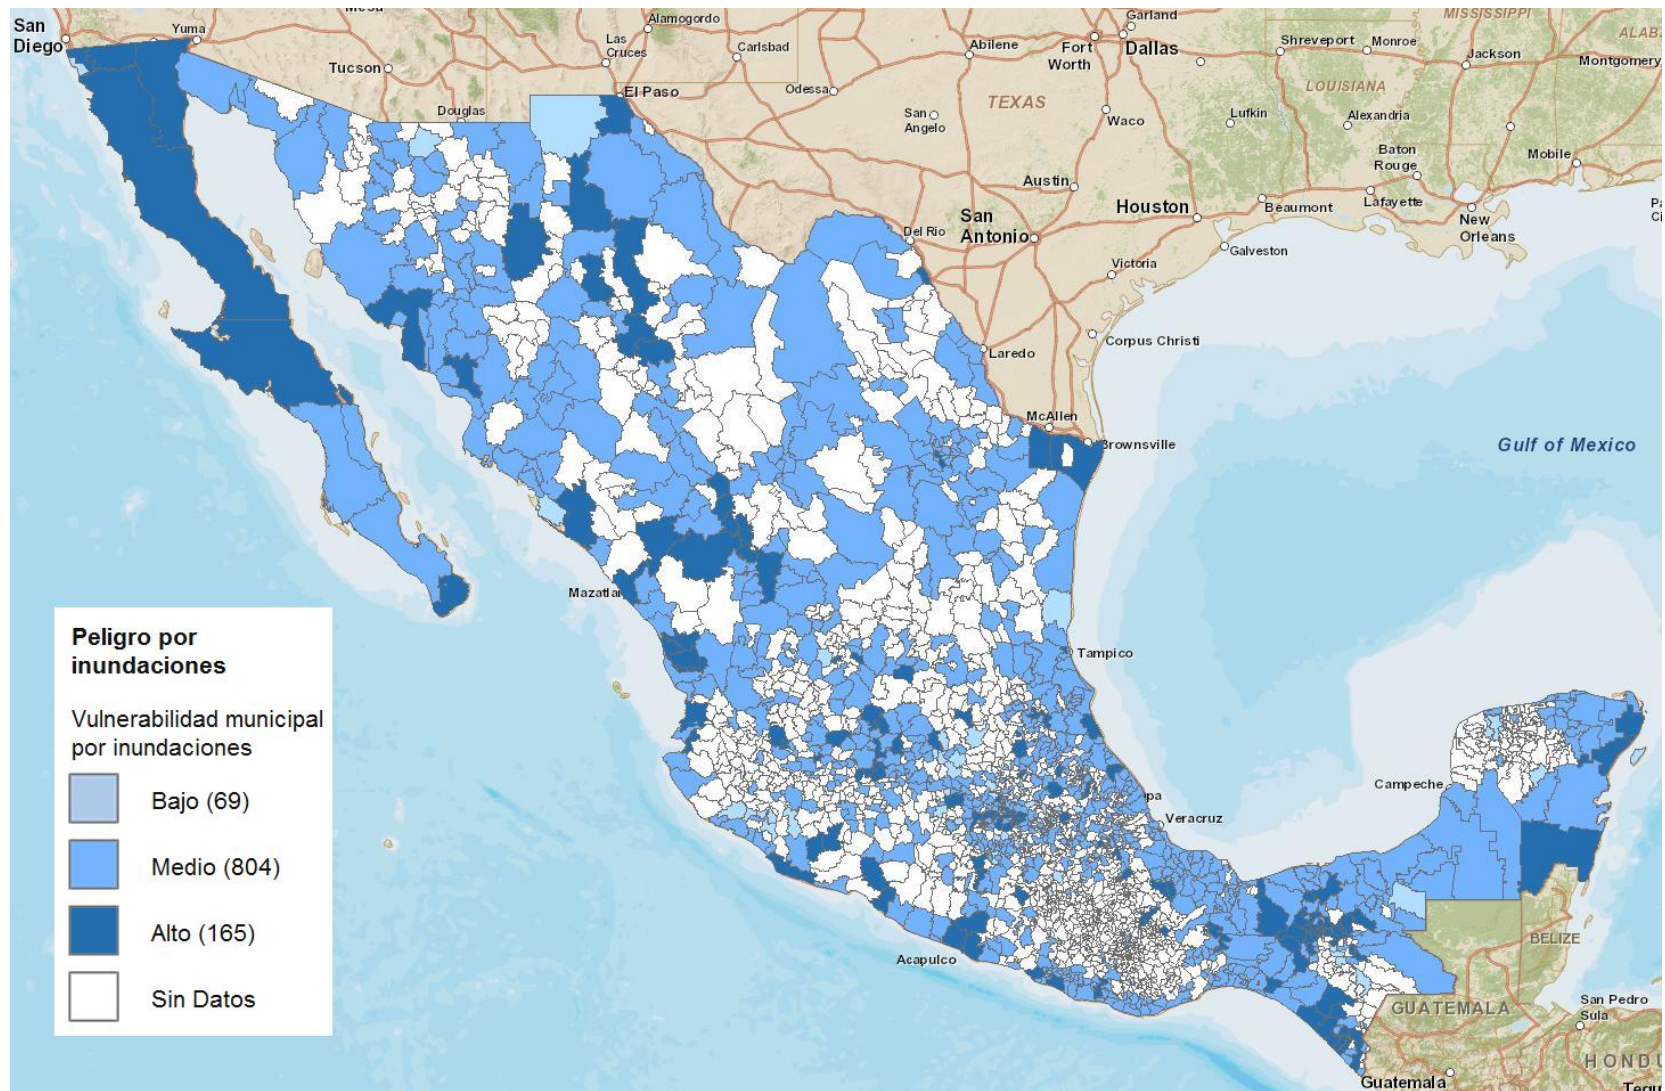 San
Diego
Yuma
Mesa
Tucson
Douglas
Las
Cruces
Alamogordo
El Paso
Carlsbad
Odessa
Abilene
Fort
Worth
Garland
Dallas
Shreveport
Monroe
MISSISSIPPI
Jackson
Montgomery
LOUISIANA
TEXAS
San
Angelo
Waco
Lufkin
Alexandria
Baton
Rouge
Mobile
Austin
Houston
Beaumont
Lafayette
New
Orleans
San
Antonio
Del Rio
Victoria
Galveston
Laredo
Corpus Christi
McAllen
Brownsville
Gulf of Mexico
Mazatlan
Tampico
Campeche
Veracruz
Acapulco
BELIZE
GUATEMALA
San Pedro
Sula
Guatemala
Peligro por
inundaciones
Vulnerabilidad municipal
por inundaciones
Bajo (69)
Medio (804)
Alto (165)
Sin Datos